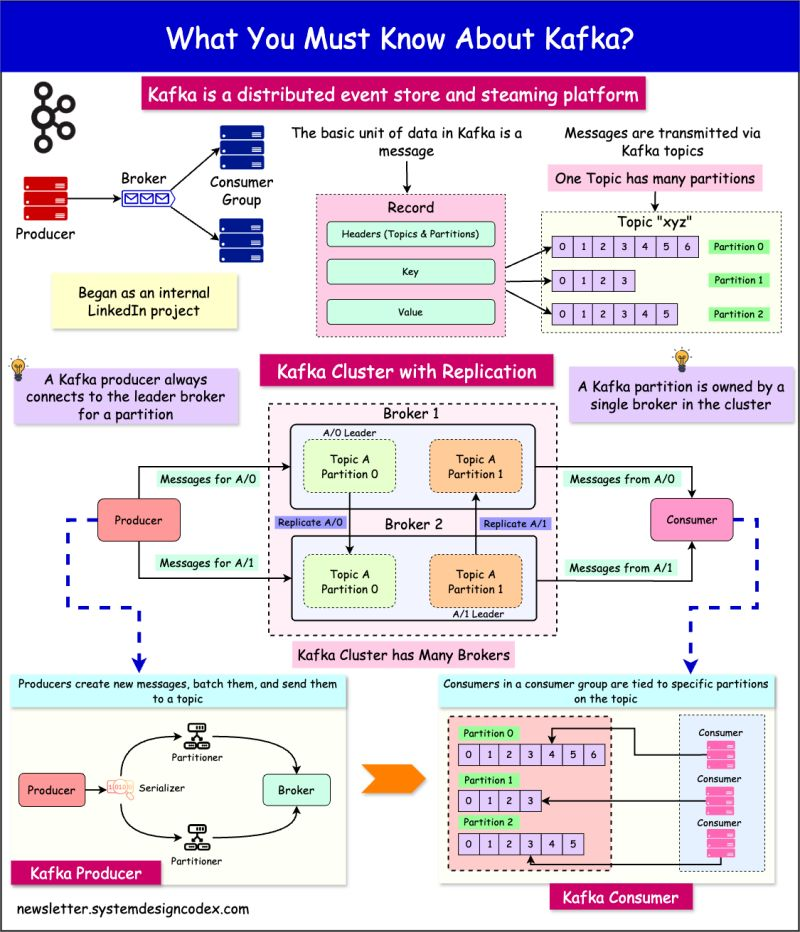 What You Must Know About Kafka?
Kafka is a distributed event store and steaming platform
Producer
Broker
Consumer
Group
Began as an internal
LinkedIn project
The basic unit of data in Kafka is a
message
Record
Headers (Topics & Partitions)
Key
Value
Messages are transmitted via
Kafka topics
One Topic has many partitions
Topic "xyz"
0 1 2 3 4 5 6 Partition 0
0 1 2 3 Partition 1
0 1 2 3 4 5 Partition 2
A Kafka producer always
connects to the leader broker
for a partition
Kafka Cluster with Replication
A Kafka partition is owned by a
single broker in the cluster
Broker 1
A/0 Leader
Topic A
Partition 0
Topic A
Partition 1
Messages for A/0
Messages from A/0
Producer
Replicate A/0
Broker 2
Replicate A/1
Consumer
Messages for A/1
Messages from A/1
Topic A
Partition 0
Topic A
Partition 1
A/1 Leader
Kafka Cluster has Many Brokers
Producers create new messages, batch them, and send them
to a topic
Partitioner
Producer
Serializer
Broker
Partitioner
Kafka Producer
Consumers in a consumer group are tied to specific partitions
on the topic
Partition 0
0 1 2 3 4 5 6
Partition 1
0 1 2 3
Partition 2
0 1 2 3 4 5
Consumer
Consumer
Consumer
Kafka Consumer
newsletter.systemdesigncodex.com